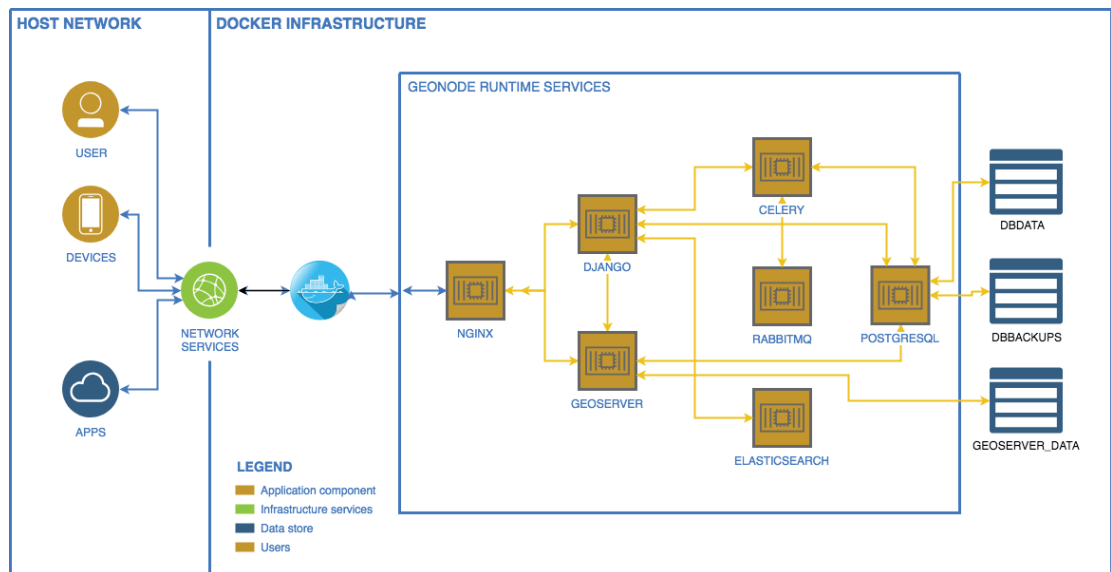 HOST NETWORK
DOCKER INFRASTRUCTURE
GEONODE RUNTIME SERVICES
USER
DEVICES
NETWORK
SERVICES
APPS
NGINX
DJANGO
GEOSERVER
CELERY
RABBITMQ
ELASTICSEARCH
POSTGRESQL
DBDATA
DBBACKUPS
GEOSERVER_DATA
LEGEND
Application component
Infrastructure services
Data store
Users